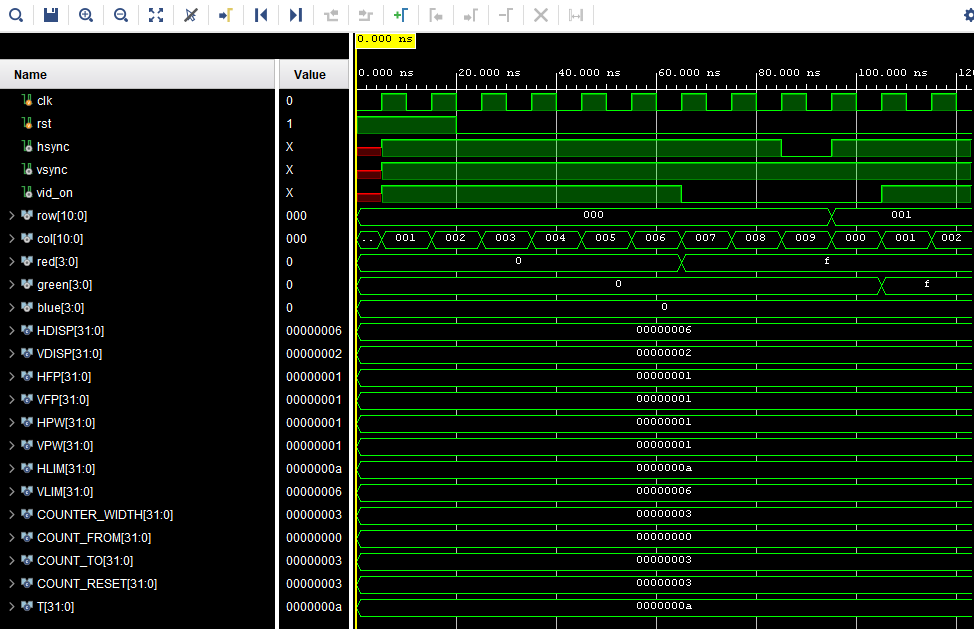 0.000 ns
Name Value 0.000 ns 20.000 ns 40.000 ns 60.000 ns 80.000 ns 100.000 ns 120
clk 0
rst 1
hsync X
vsync X
vid_on X
row[10:0] 000 000 001
col[10:0] 000 .. 001 002 003 004 005 006 007 008 009 000 001 002
red[3:0] 0 0 f
green[3:0] 0 0 f
blue[3:0] 0 0
HDISP[31:0] 00000006 00000006
VDISP[31:0] 00000002 00000002
HFP[31:0] 00000001 00000001
VFP[31:0] 00000001 00000001
HPW[31:0] 00000001 00000001
VPW[31:0] 00000001 00000001
HLIM[31:0] 0000000a 0000000a
VLIM[31:0] 00000006 00000006
COUNTER_WIDTH[31:0] 00000003 00000003
COUNT_FROM[31:0] 00000000 00000000
COUNT_TO[31:0] 00000003 00000003
COUNT_RESET[31:0] 00000003 00000003
T[31:0] 0000000a 0000000a